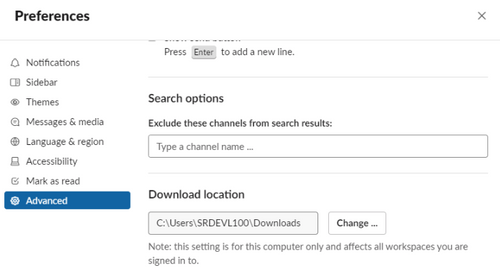 Preferences
Notifications
Sidebar
Themes
Messages & media
Language & region
Accessibility
Mark as read
Advanced
Press Enter to add a new line.
Search options
Exclude these channels from search results:
Type a channel name ...
Download location
C:\Users\SRDEVL100\Downloads
Change ...
Note: this setting is for this computer only and affects all workspaces you are
signed in to.